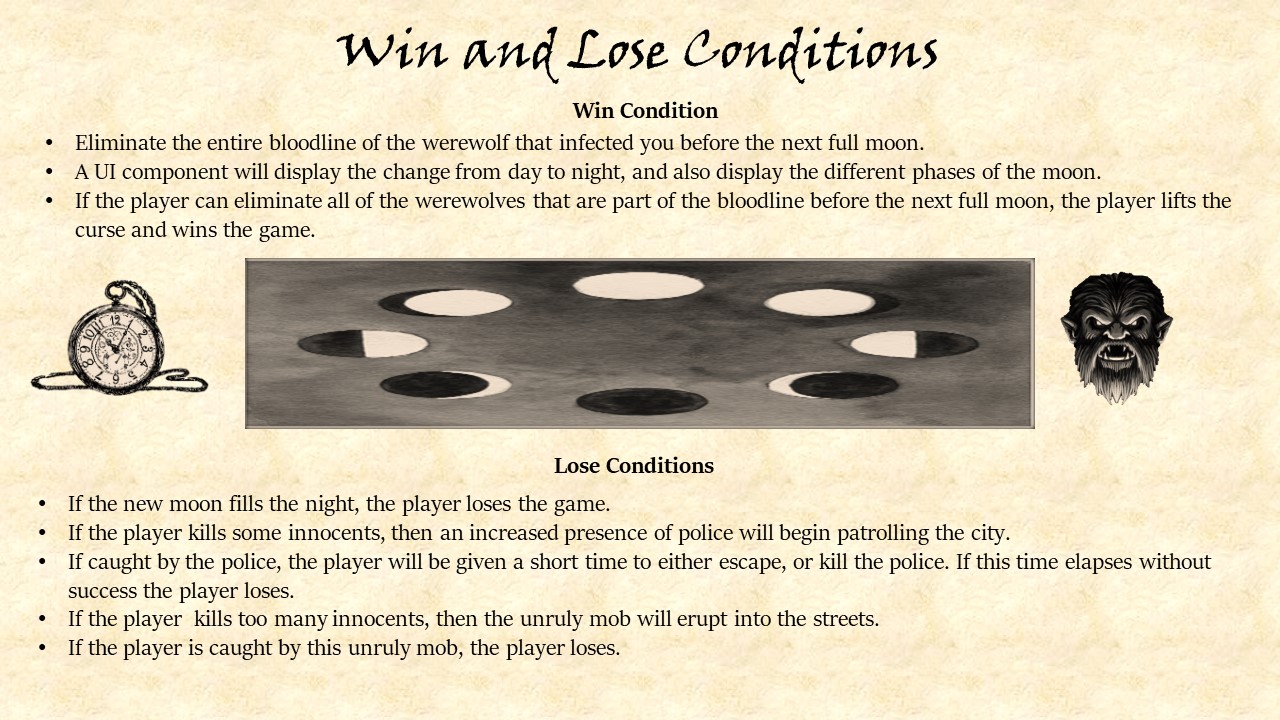 Win and Lose Conditions
Win Condition
• Eliminate the entire bloodline of the werewolf that infected you before the next full moon.
• A UI component will display the change from day to night, and also display the different phases of the moon.
• If the player can eliminate all of the werewolves that are part of the bloodline before the next full moon, the player lifts the
curse and wins the game.
Lose Conditions
• If the new moon fills the night, the player loses the game.
• If the player kills some innocents, then an increased presence of police will begin patrolling the city.
• If caught by the police, the player will be given a short time to either escape, or kill the police. If this time elapses without
success the player loses.
• If the player  kills too many innocents, then the unruly mob will erupt into the streets.
• If the player is caught by this unruly mob, the player loses.